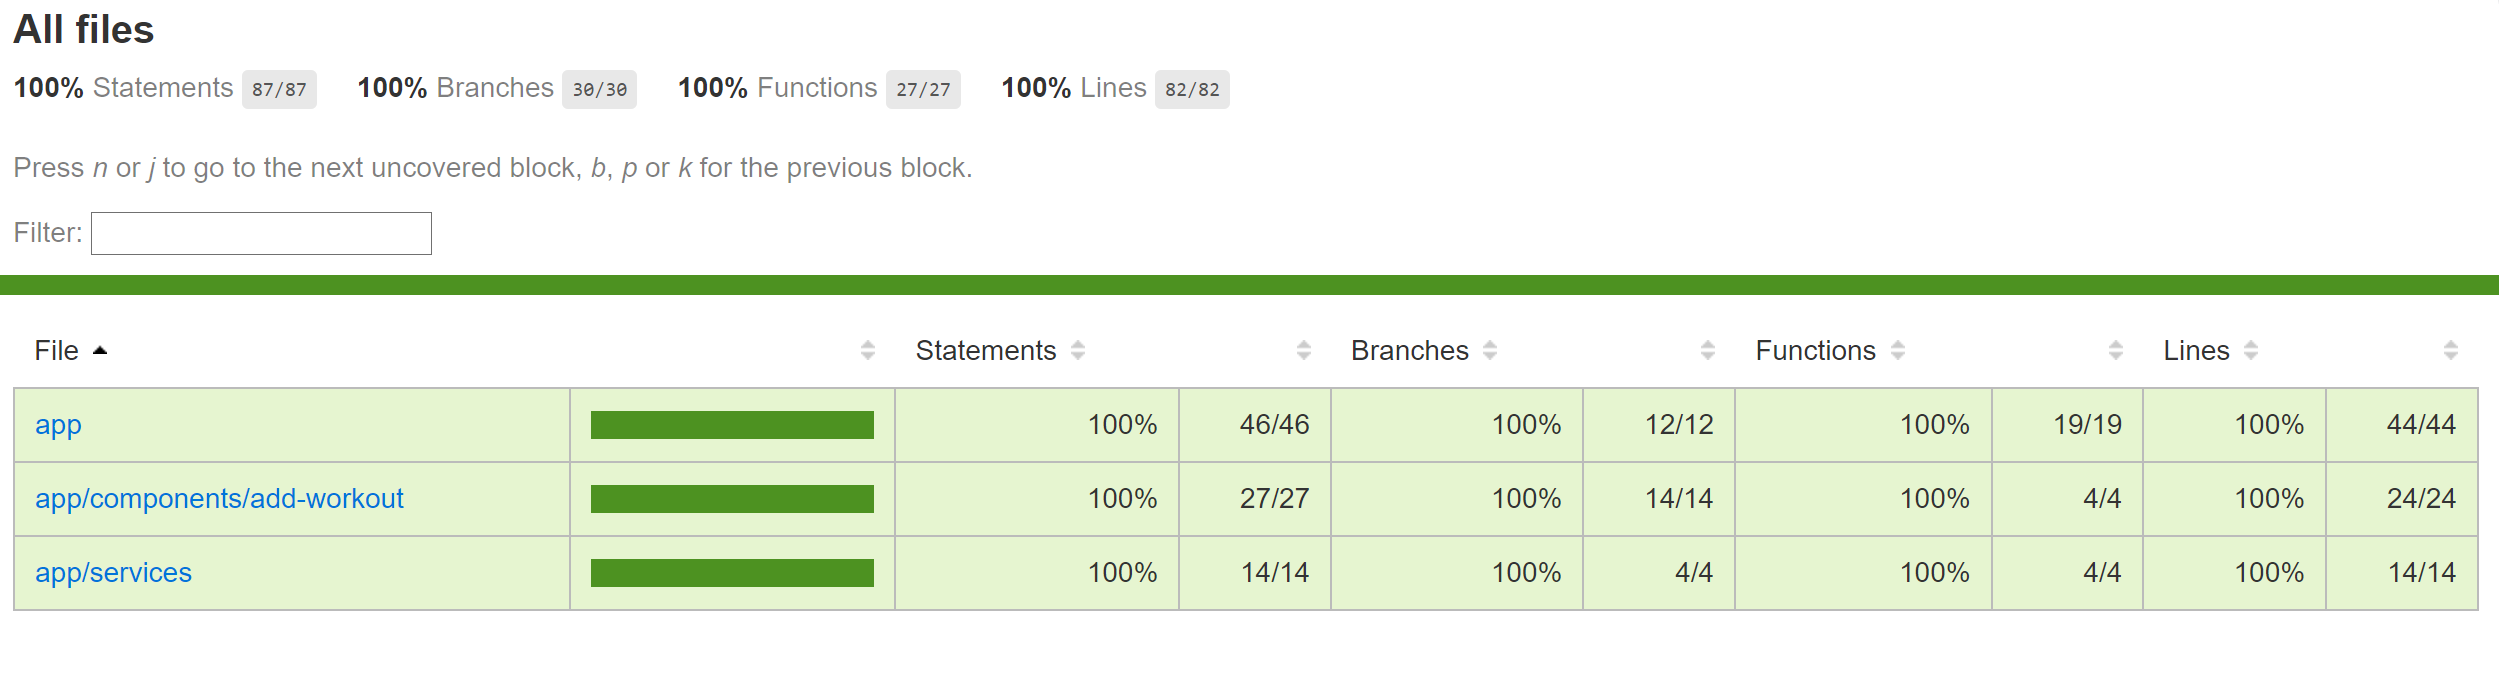 All files
100% Statements 87/87 100% Branches 30/30 100% Functions 27/27 100% Lines 82/82
Press n or j to go to the next uncovered block, b, p or k for the previous block.
Filter:
File Statements Branches Functions Lines
app 100% 46/46 100% 12/12 100% 19/19 100% 44/44
app/components/add-workout 100% 27/27 100% 14/14 100% 4/4 100% 24/24
app/services 100% 14/14 100% 4/4 100% 4/4 100% 14/14